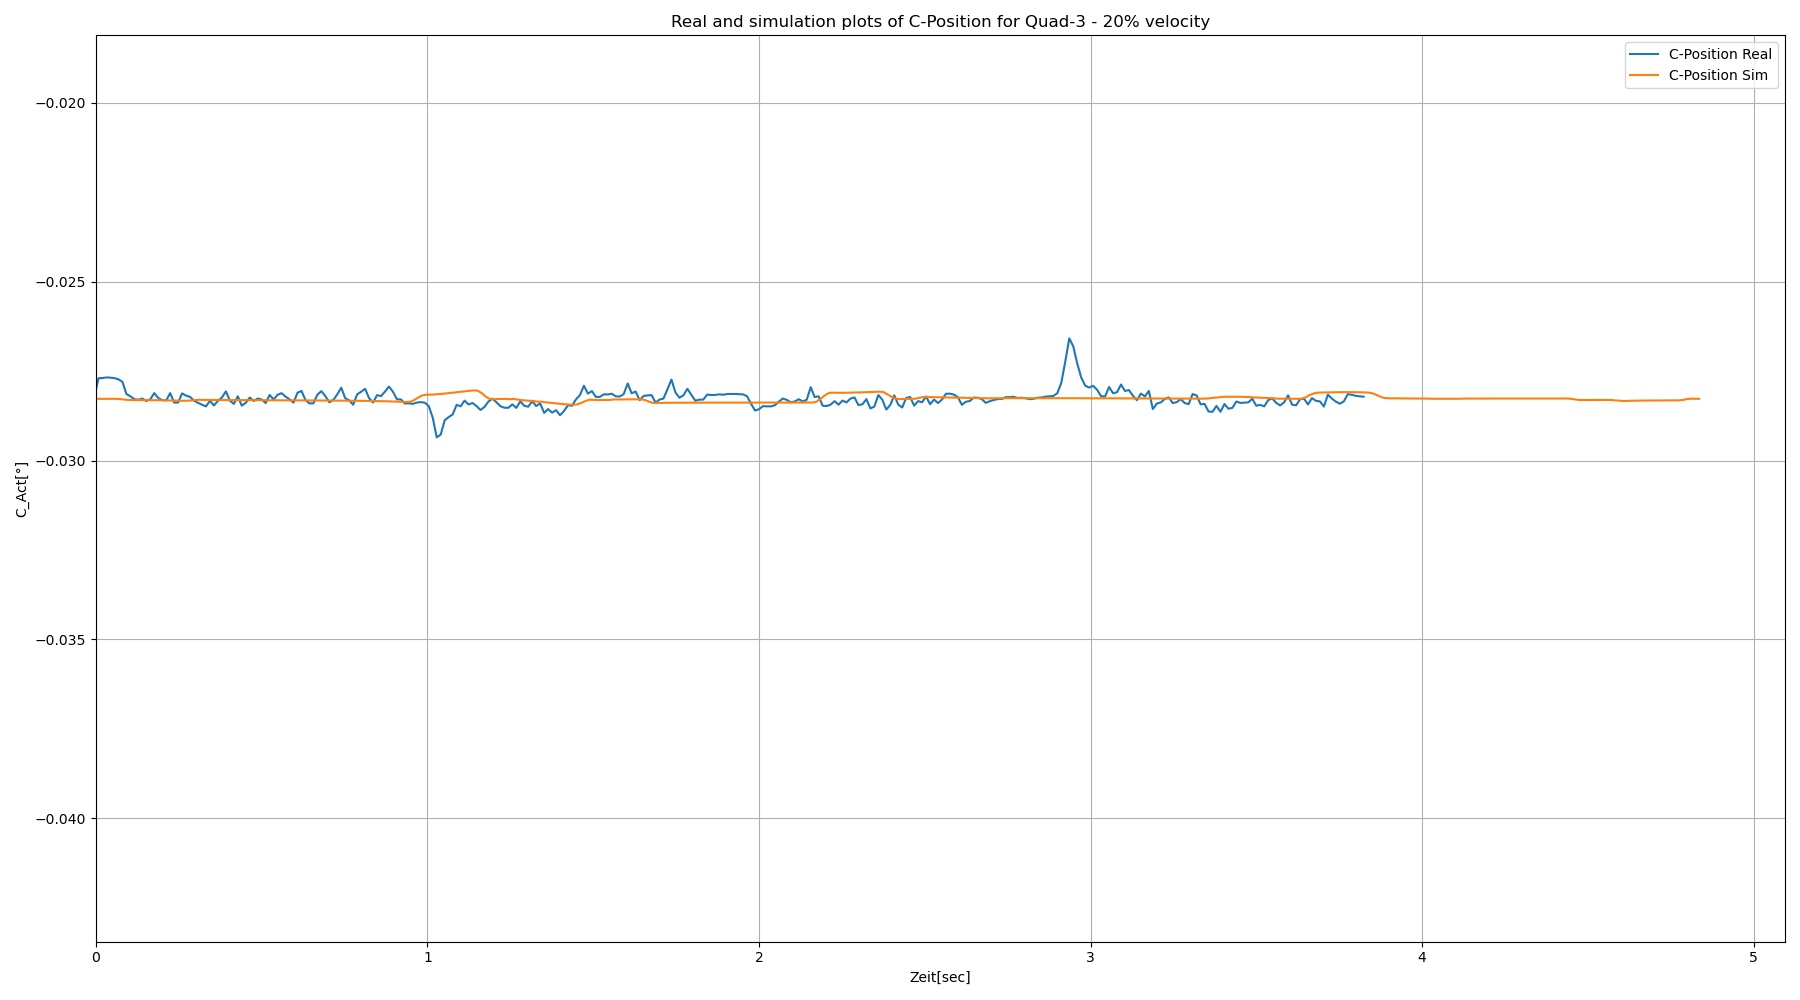 Real and simulation plots of C-Position for Quad-3 - 20% velocity
C-Position Real
C-Position Sim
−0.020
−0.025
−0.030
−0.035
−0.040
C_Act[°]
0 1 2 3 4 5
Zeit[sec]